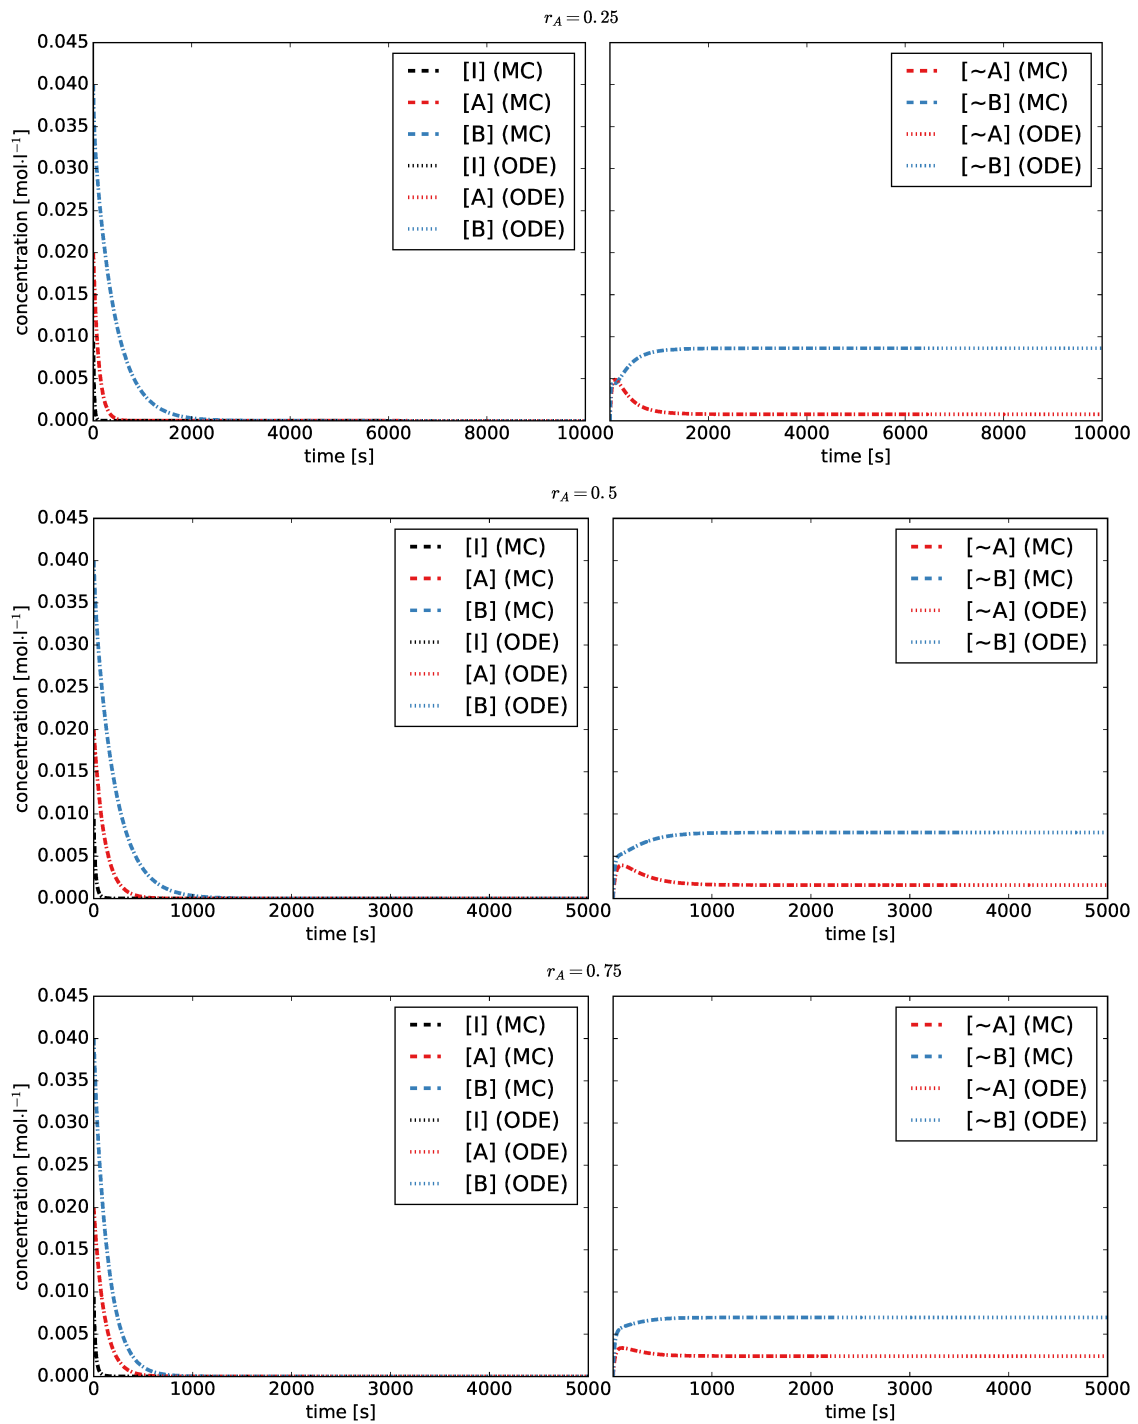 r_A = 0.25
concentration [mol·l⁻¹]
0.045
0.040
0.035
0.030
0.025
0.020
0.015
0.010
0.005
0.000
[I] (MC)
[A] (MC)
[B] (MC)
[I] (ODE)
[A] (ODE)
[B] (ODE)
0 2000 4000 6000 8000 10000
time [s]
[~A] (MC)
[~B] (MC)
[~A] (ODE)
[~B] (ODE)
0 2000 4000 6000 8000 10000
time [s]
r_A = 0.5
concentration [mol·l⁻¹]
0.045
0.040
0.035
0.030
0.025
0.020
0.015
0.010
0.005
0.000
[I] (MC)
[A] (MC)
[B] (MC)
[I] (ODE)
[A] (ODE)
[B] (ODE)
0 1000 2000 3000 4000 5000
time [s]
[~A] (MC)
[~B] (MC)
[~A] (ODE)
[~B] (ODE)
0 1000 2000 3000 4000 5000
time [s]
r_A = 0.75
concentration [mol·l⁻¹]
0.045
0.040
0.035
0.030
0.025
0.020
0.015
0.010
0.005
0.000
[I] (MC)
[A] (MC)
[B] (MC)
[I] (ODE)
[A] (ODE)
[B] (ODE)
0 1000 2000 3000 4000 5000
time [s]
[~A] (MC)
[~B] (MC)
[~A] (ODE)
[~B] (ODE)
0 1000 2000 3000 4000 5000
time [s]